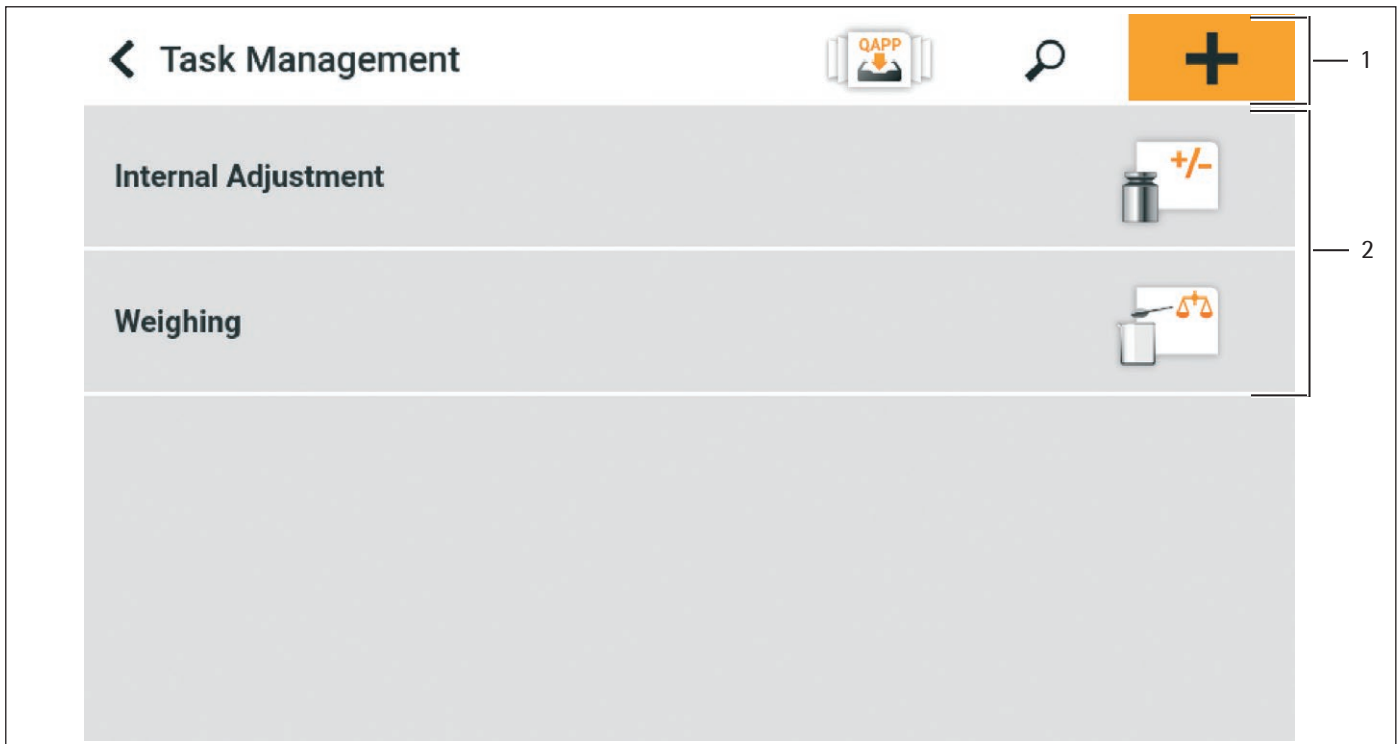 Task Management
QAPP
1
Internal Adjustment
+/-
2
Weighing